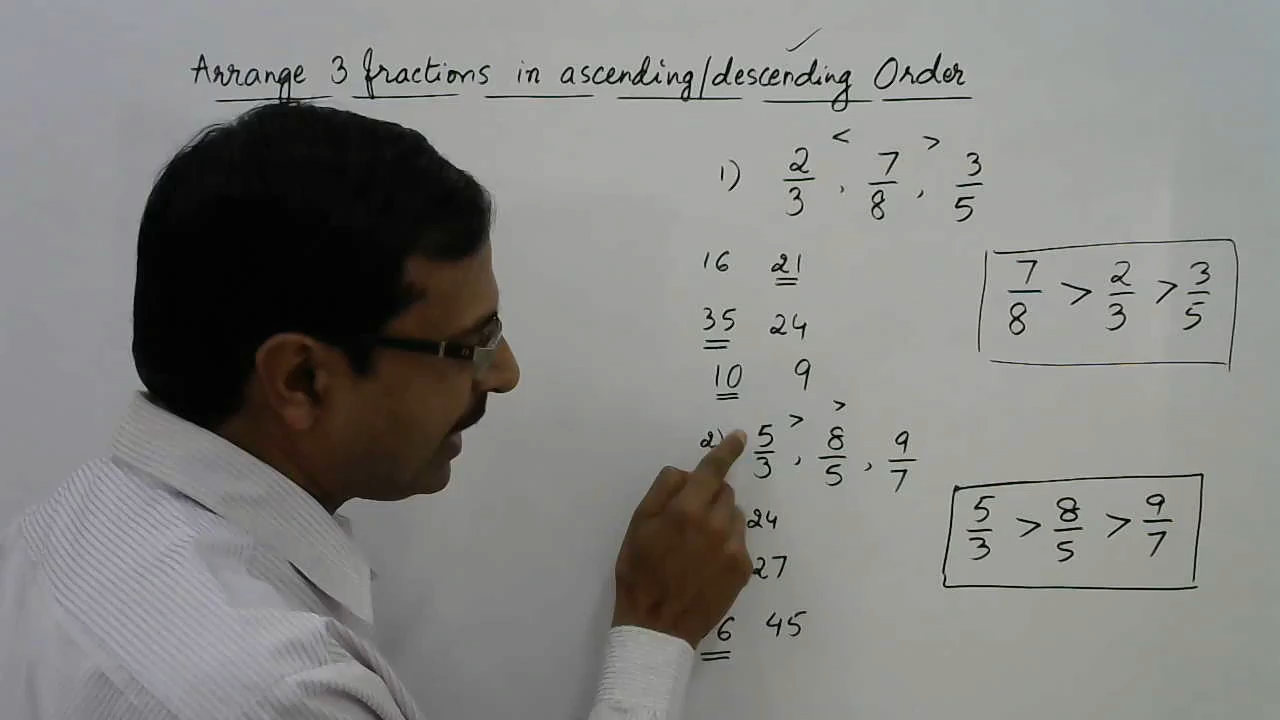 Arrange 3 fractions in ascending/descending Order
< >
1) 2/3 , 7/8 , 3/5
16 21
35 24
10 9
7/8 > 2/3 > 3/5
> >
2) 5/3 , 8/5 , 9/7
24
27
6 45
5/3 > 8/5 > 9/7